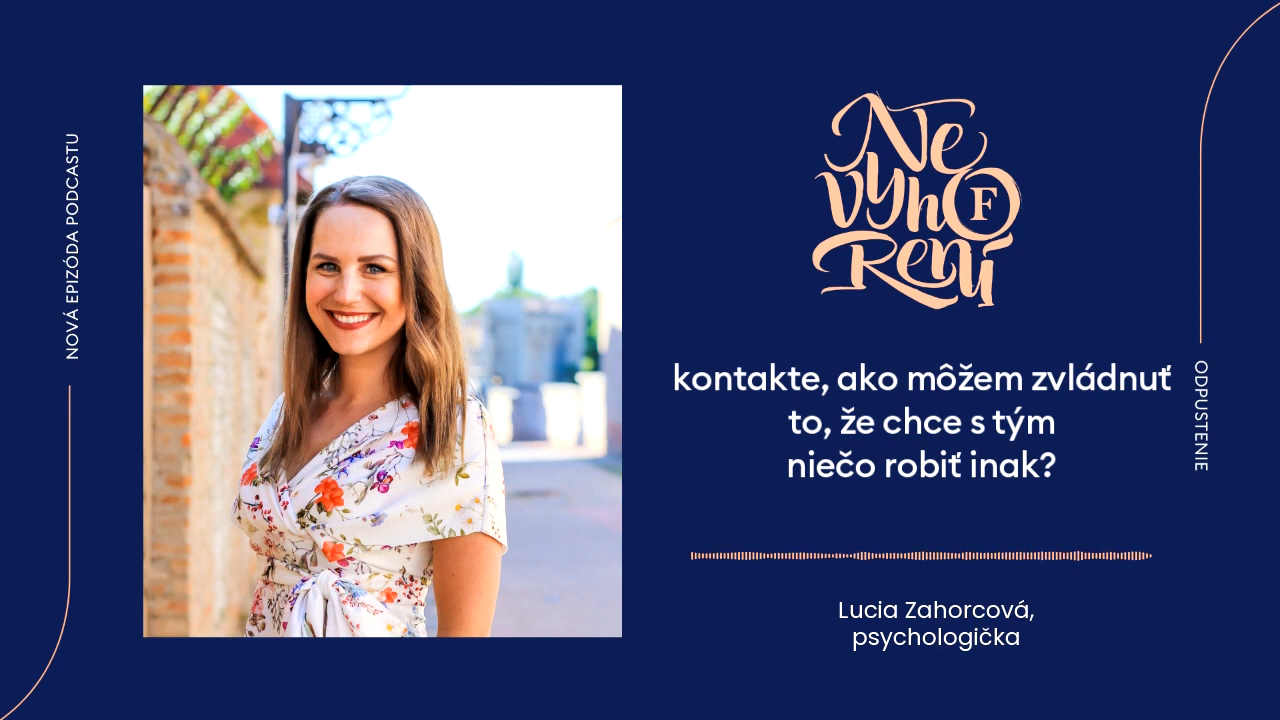 NOVÁ EPIZÓDA PODCASTU
Ne
vyhO
F
Rení
kontakte, ako môžem zvládnuť
to, že chce s tým
niečo robiť inak?
ODPUSTENIE
Lucia Zahorcová,
psychologička